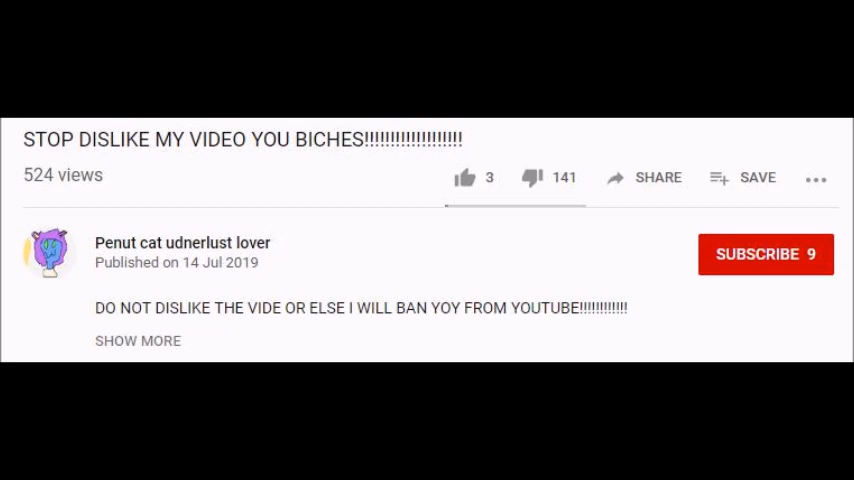 STOP DISLIKE MY VIDEO YOU BICHES!!!!!!!!!!!!!!!!!!!
524 views
3 141 SHARE SAVE
Penut cat udnerlust lover
Published on 14 Jul 2019
SUBSCRIBE 9
DO NOT DISLIKE THE VIDE OR ELSE I WILL BAN YOY FROM YOUTUBE!!!!!!!!!!!!
SHOW MORE